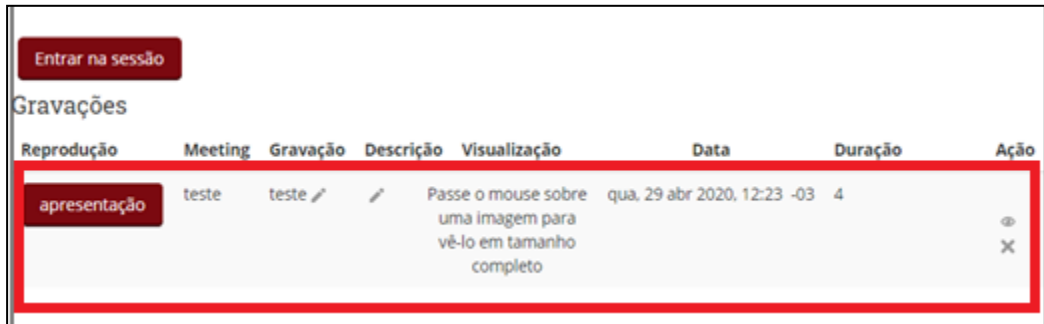 Entrar na sessão
Gravações
Reprodução Meeting Gravação Descrição Visualização Data Duração Ação
apresentação teste teste Passe o mouse sobre qua, 29 abr 2020, 12:23 -03 4
uma imagem para
vê-lo em tamanho
completo